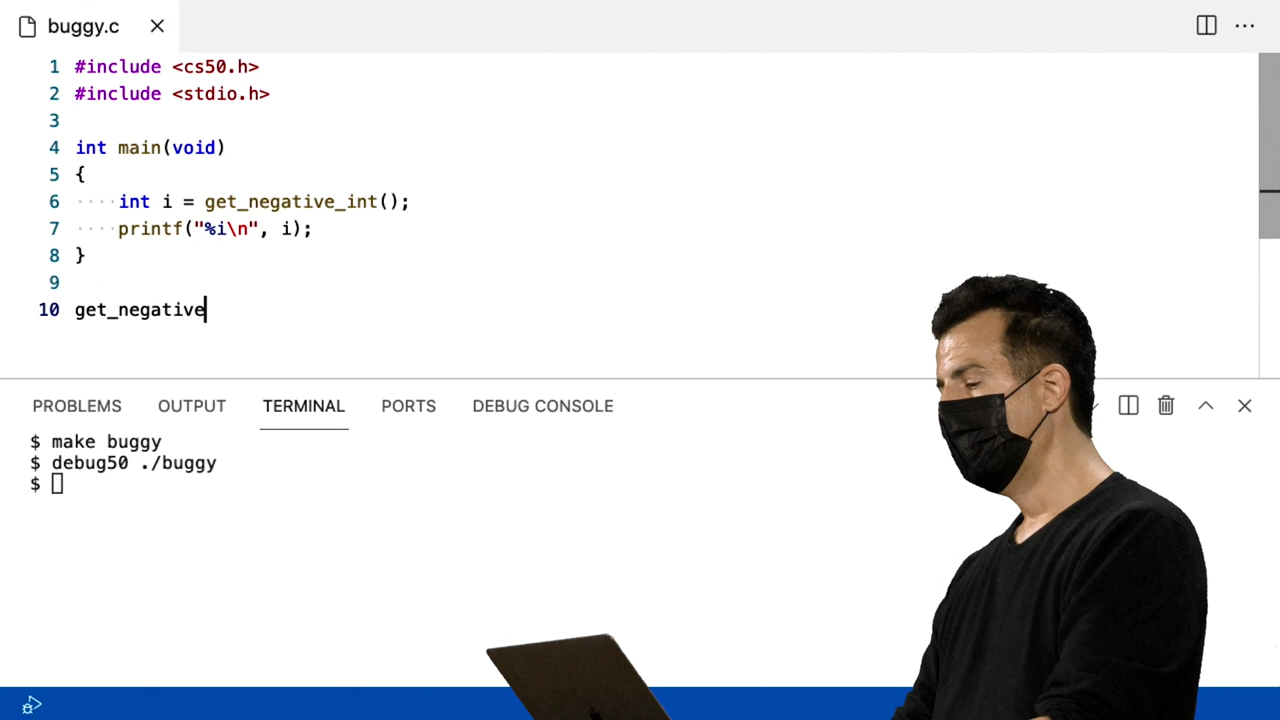 buggy.c
1 #include <cs50.h>
2 #include <stdio.h>
3
4 int main(void)
5 {
6 ····int i = get_negative_int();
7 ····printf("%i\n", i);
8 }
9
10 get_negative
PROBLEMS OUTPUT TERMINAL PORTS DEBUG CONSOLE
$ make buggy
$ debug50 ./buggy
$